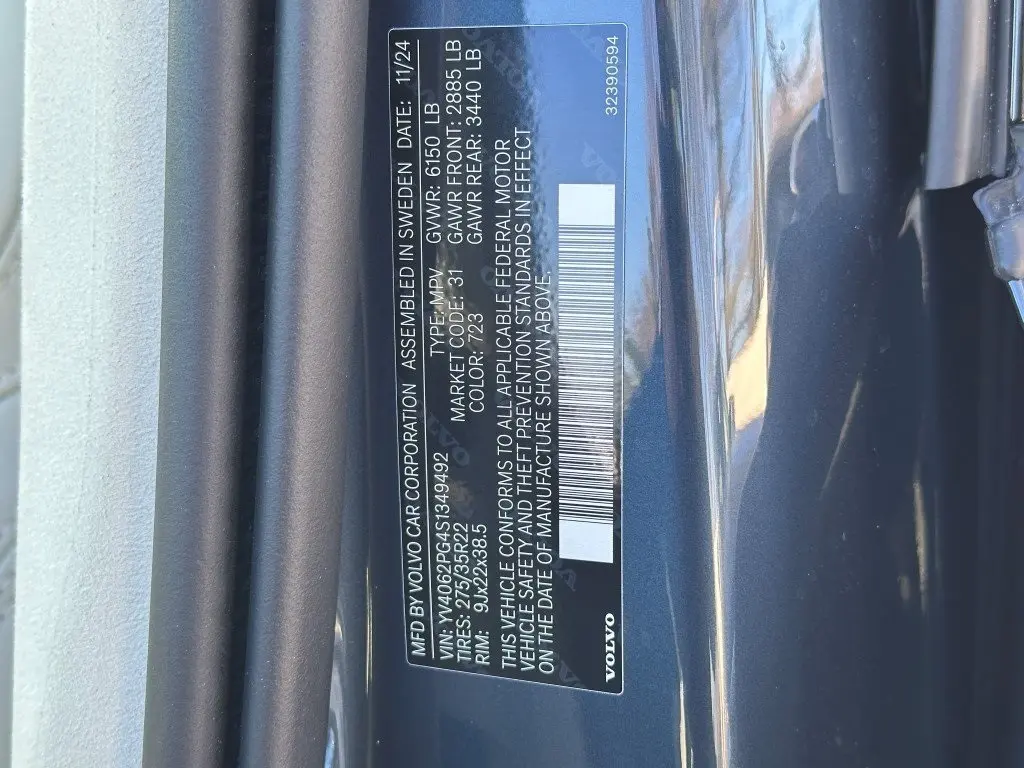 MFD BY VOLVO CAR CORPORATION ASSEMBLED IN SWEDEN DATE: 11/24
VIN: YV4062PG4S1349492 TYPE: MPV GVWR: 6150 LB
TIRES: 275/35R22 MARKET CODE: 31 GAWR FRONT: 2885 LB
RIM: 9Jx22x38.5 COLOR: 723 GAWR REAR: 3440 LB
THIS VEHICLE CONFORMS TO ALL APPLICABLE FEDERAL MOTOR
VEHICLE SAFETY AND THEFT PREVENTION STANDARDS IN EFFECT
ON THE DATE OF MANUFACTURE SHOWN ABOVE.
VOLVO 32390594